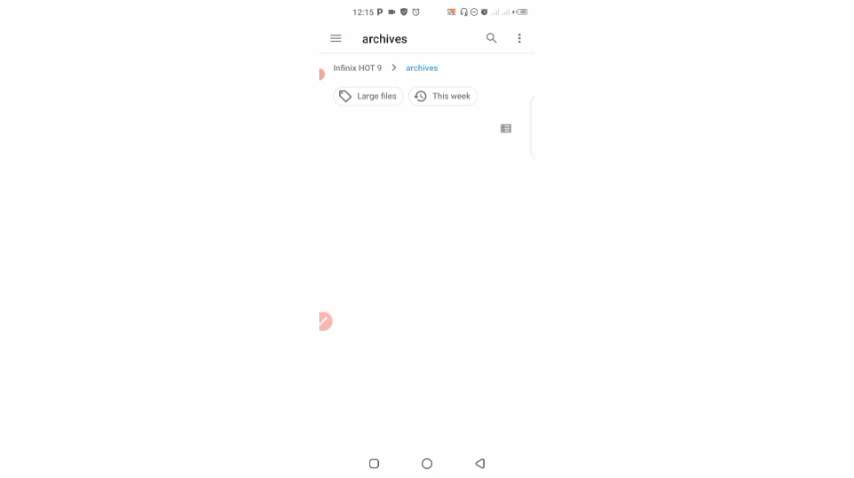 12:15 P
archives
Infinix HOT 9 > archives
Large files
This week